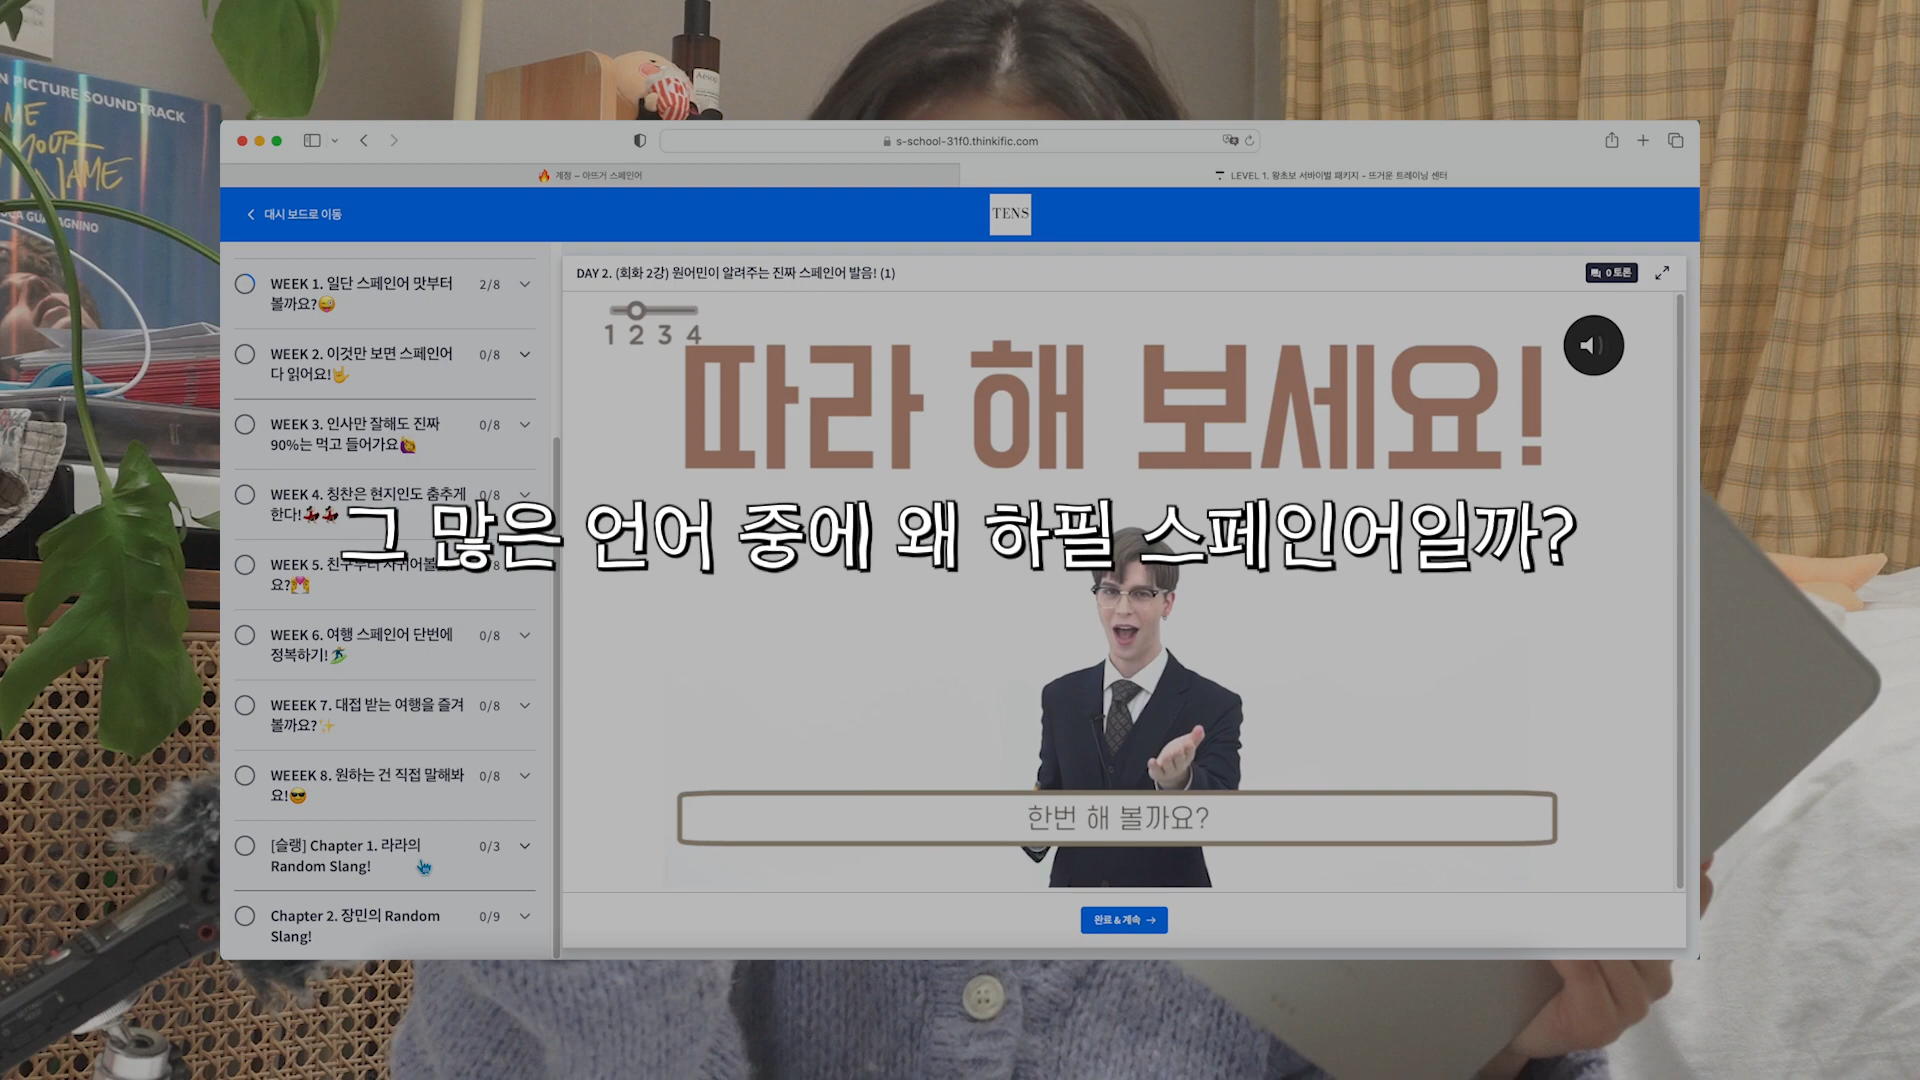 N PICTURE SOUNDTRACK
ME
YOUR
NAME
Aēsop
s-school-31f0.thinkific.com
계정 – 아뜨거 스페인어
LEVEL 1. 왕초보 서바이벌 패키지 - 뜨거운 트레이닝 센터
대시 보드로 이동
TENS
WEEK 1. 일단 스페인어 맛부터
볼까요?😜
2/8
WEEK 2. 이것만 보면 스페인어
다 읽어요!🤟
0/8
WEEK 3. 인사만 잘해도 진짜
90%는 먹고 들어가요🙋
0/8
WEEK 4. 칭찬은 현지인도 춤추게
한다!💃💃
0/8
WEEK 5.
요?💏
WEEK 6. 여행 스페인어 단번에
정복하기!🏄
0/8
WEEEK 7. 대접 받는 여행을 즐겨
볼까요?✨
0/8
WEEEK 8. 원하는 건 직접 말해봐
요!😎
0/8
[슬랭] Chapter 1. 라라의
Random Slang!
0/3
Chapter 2. 장민의 Random
Slang!
0/9
DAY 2. (회화 2강) 원어민이 알려주는 진짜 스페인어 발음! (1)
0 토론
1 2 3 4
따라 해 보세요!
그 많은 언어 중에 왜 하필 스페인어일까?
한번 해 볼까요?
완료 & 계속 →